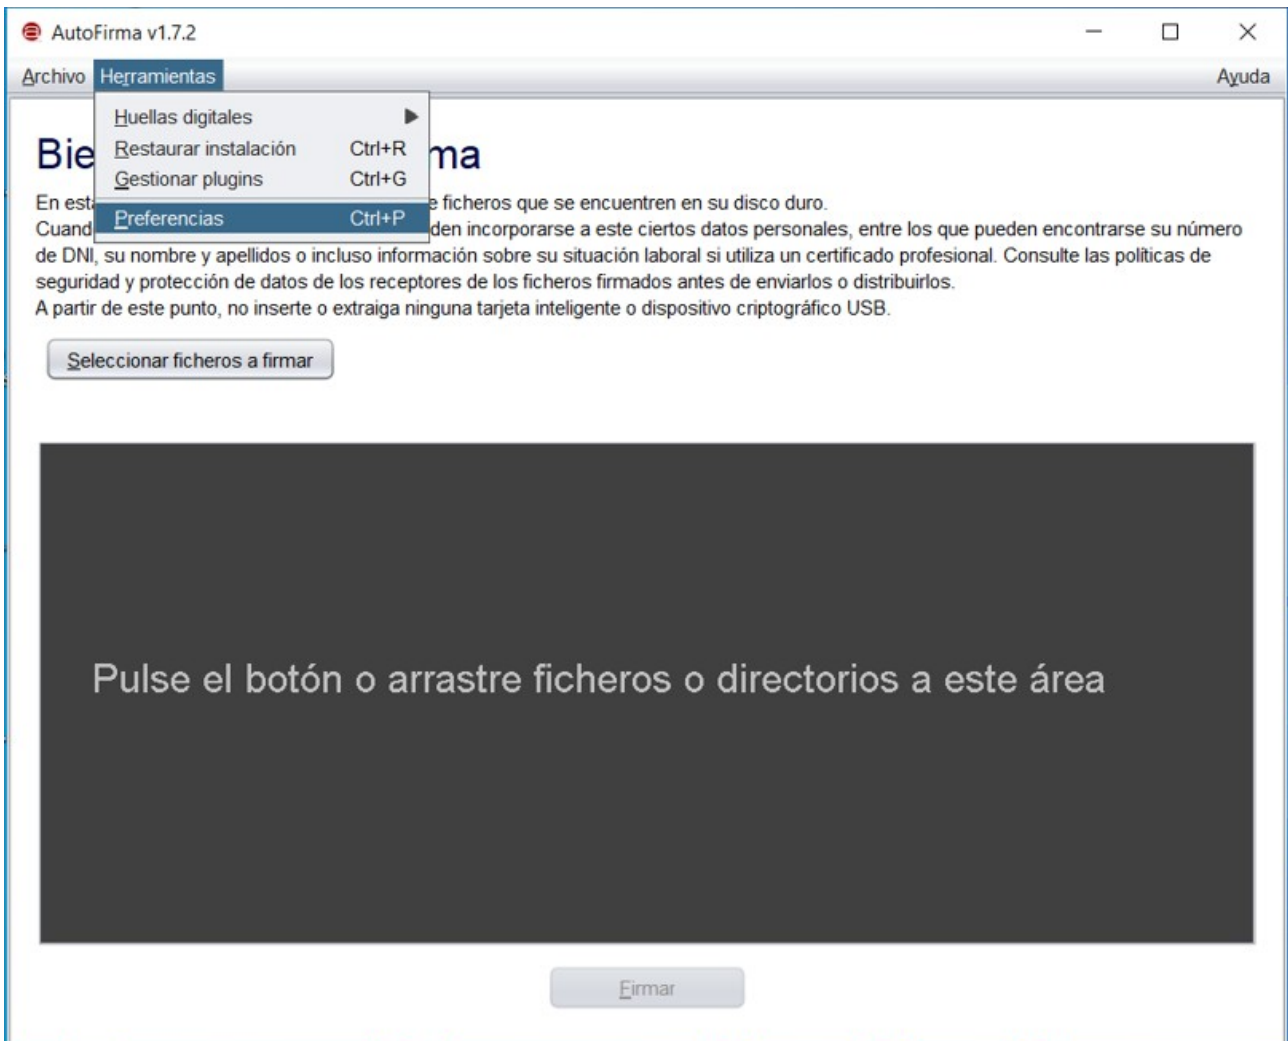 AutoFirma v1.7.2
Archivo Herramientas Ayuda
Huellas digitales
Restaurar instalación Ctrl+R
Gestionar plugins Ctrl+G
Preferencias Ctrl+P
Bie ma
En est e ficheros que se encuentren en su disco duro.
Cuand den incorporarse a este ciertos datos personales, entre los que pueden encontrarse su número
de DNI, su nombre y apellidos o incluso información sobre su situación laboral si utiliza un certificado profesional. Consulte las políticas de
seguridad y protección de datos de los receptores de los ficheros firmados antes de enviarlos o distribuirlos.
A partir de este punto, no inserte o extraiga ninguna tarjeta inteligente o dispositivo criptográfico USB.
Seleccionar ficheros a firmar
Pulse el botón o arrastre ficheros o directorios a este área
Firmar